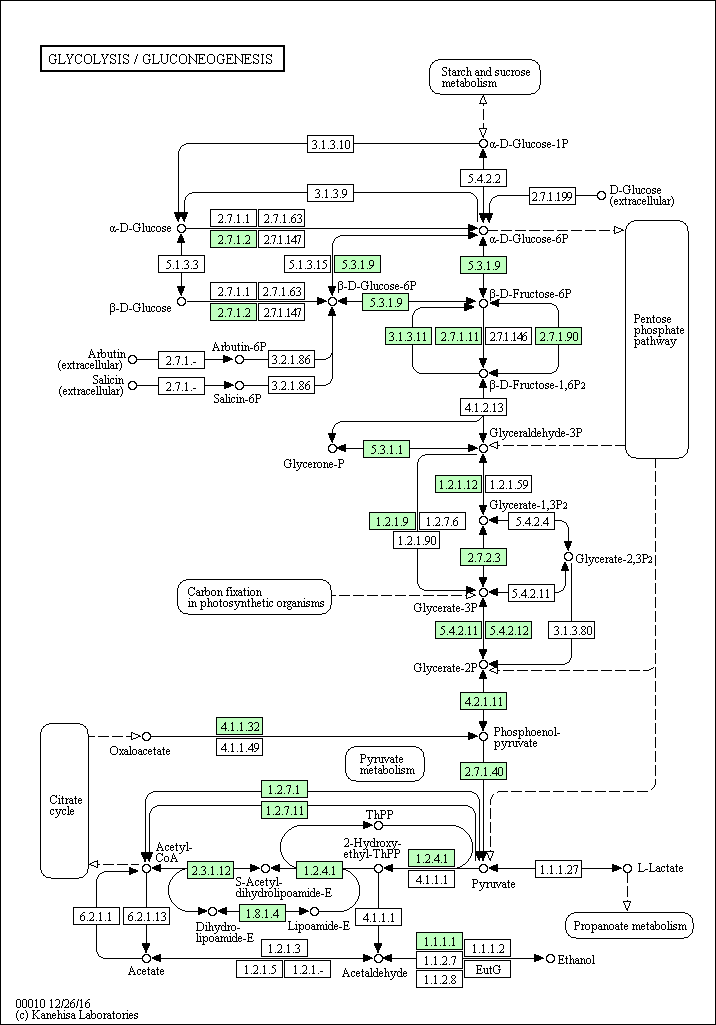 GLYCOLYSIS / GLUCONEOGENESIS
Starch and sucrose
metabolism
3.1.3.10
α-D-Glucose-1P
5.4.2.2
3.1.3.9
2.7.1.199
D-Glucose
(extracellular)
α-D-Glucose
2.7.1.1
2.7.1.63
2.7.1.2
2.7.1.147
α-D-Glucose-6P
5.1.3.3
5.1.3.15
5.3.1.9
5.3.1.9
β-D-Glucose
2.7.1.1
2.7.1.63
2.7.1.2
2.7.1.147
β-D-Glucose-6P
5.3.1.9
β-D-Fructose-6P
Pentose
phosphate
pathway
3.1.3.11
2.7.1.11
2.7.1.146
2.7.1.90
Arbutin
(extracellular)
2.7.1.-
Arbutin-6P
3.2.1.86
Salicin
(extracellular)
2.7.1.-
Salicin-6P
3.2.1.86
β-D-Fructose-1,6P2
4.1.2.13
Glyceraldehyde-3P
Glycerone-P
5.3.1.1
1.2.1.12
1.2.1.59
Glycerate-1,3P2
1.2.1.9
1.2.7.6
1.2.1.90
5.4.2.4
2.7.2.3
Glycerate-2,3P2
Carbon fixation
in photosynthetic organisms
5.4.2.11
Glycerate-3P
5.4.2.11
5.4.2.12
3.1.3.80
Glycerate-2P
4.2.1.11
4.1.1.32
4.1.1.49
Oxaloacetate
Phosphoenol-
pyruvate
Pyruvate
metabolism
2.7.1.40
Citrate
cycle
1.2.7.1
1.2.7.11
ThPP
Acetyl-
CoA
2-Hydroxy-
ethyl-ThPP
2.3.1.12
1.2.4.1
1.2.4.1
4.1.1.1
Pyruvate
1.1.1.27
L-Lactate
S-Acetyl-
dihydrolipoamide-E
6.2.1.1
6.2.1.13
1.8.1.4
Dihydro-
lipoamide-E
Lipoamide-E
4.1.1.1
Propanoate metabolism
Acetate
1.2.1.3
1.2.1.5
1.2.1.-
Acetaldehyde
1.1.1.1
1.1.1.2
1.1.2.7
1.1.2.8
EutG
Ethanol
00010 12/26/16
(c) Kanehisa Laboratories